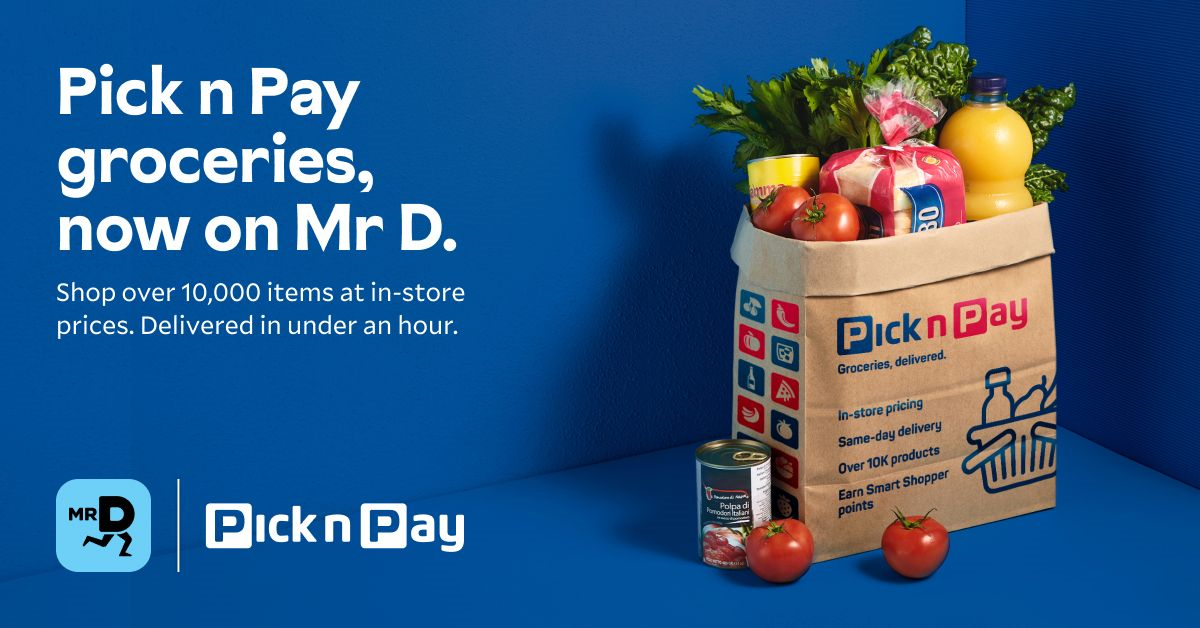 Pick n Pay
groceries,
now on Mr D.
Shop over 10,000 items at in-store
prices. Delivered in under an hour.
MR D
Pick n Pay
Pick n Pay
Groceries, delivered.
In-store pricing
Same-day delivery
Over 10K products
Earn Smart Shopper
points
Polpa di
Pomodori Italiani